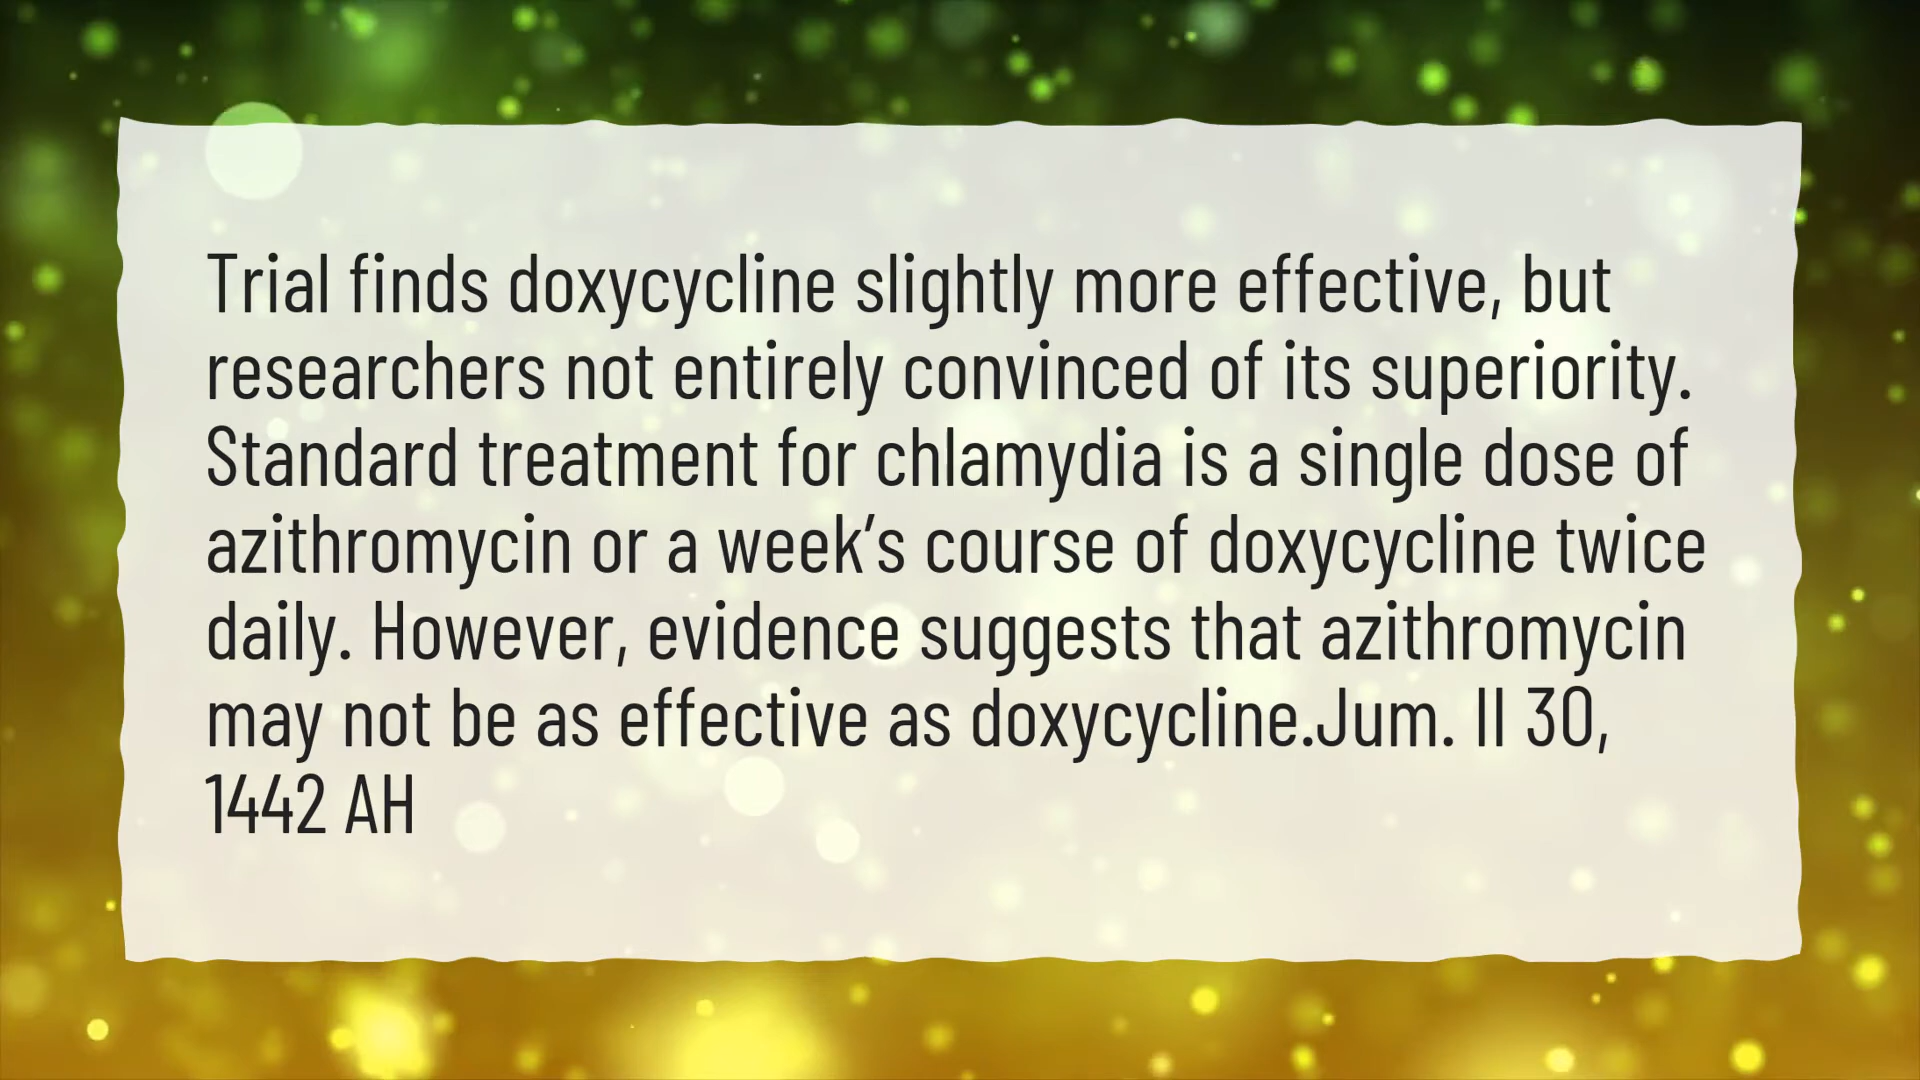 Trial finds doxycycline slightly more effective, but
researchers not entirely convinced of its superiority.
Standard treatment for chlamydia is a single dose of
azithromycin or a week’s course of doxycycline twice
daily. However, evidence suggests that azithromycin
may not be as effective as doxycycline.Jum. II 30,
1442 AH